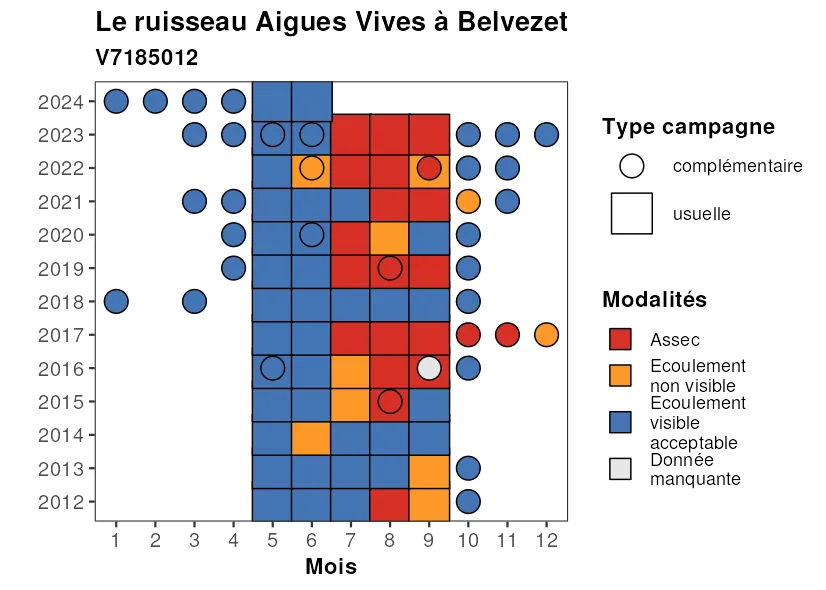 Le ruisseau Aigues Vives à Belvezet
V7185012
2024
2023
2022
2021
2020
2019
2018
2017
2016
2015
2014
2013
2012
1 2 3 4 5 6 7 8 9 10 11 12
Mois
Type campagne
complémentaire
usuelle
Modalités
Assec
Ecoulement
non visible
Ecoulement
visible
acceptable
Donnée
manquante